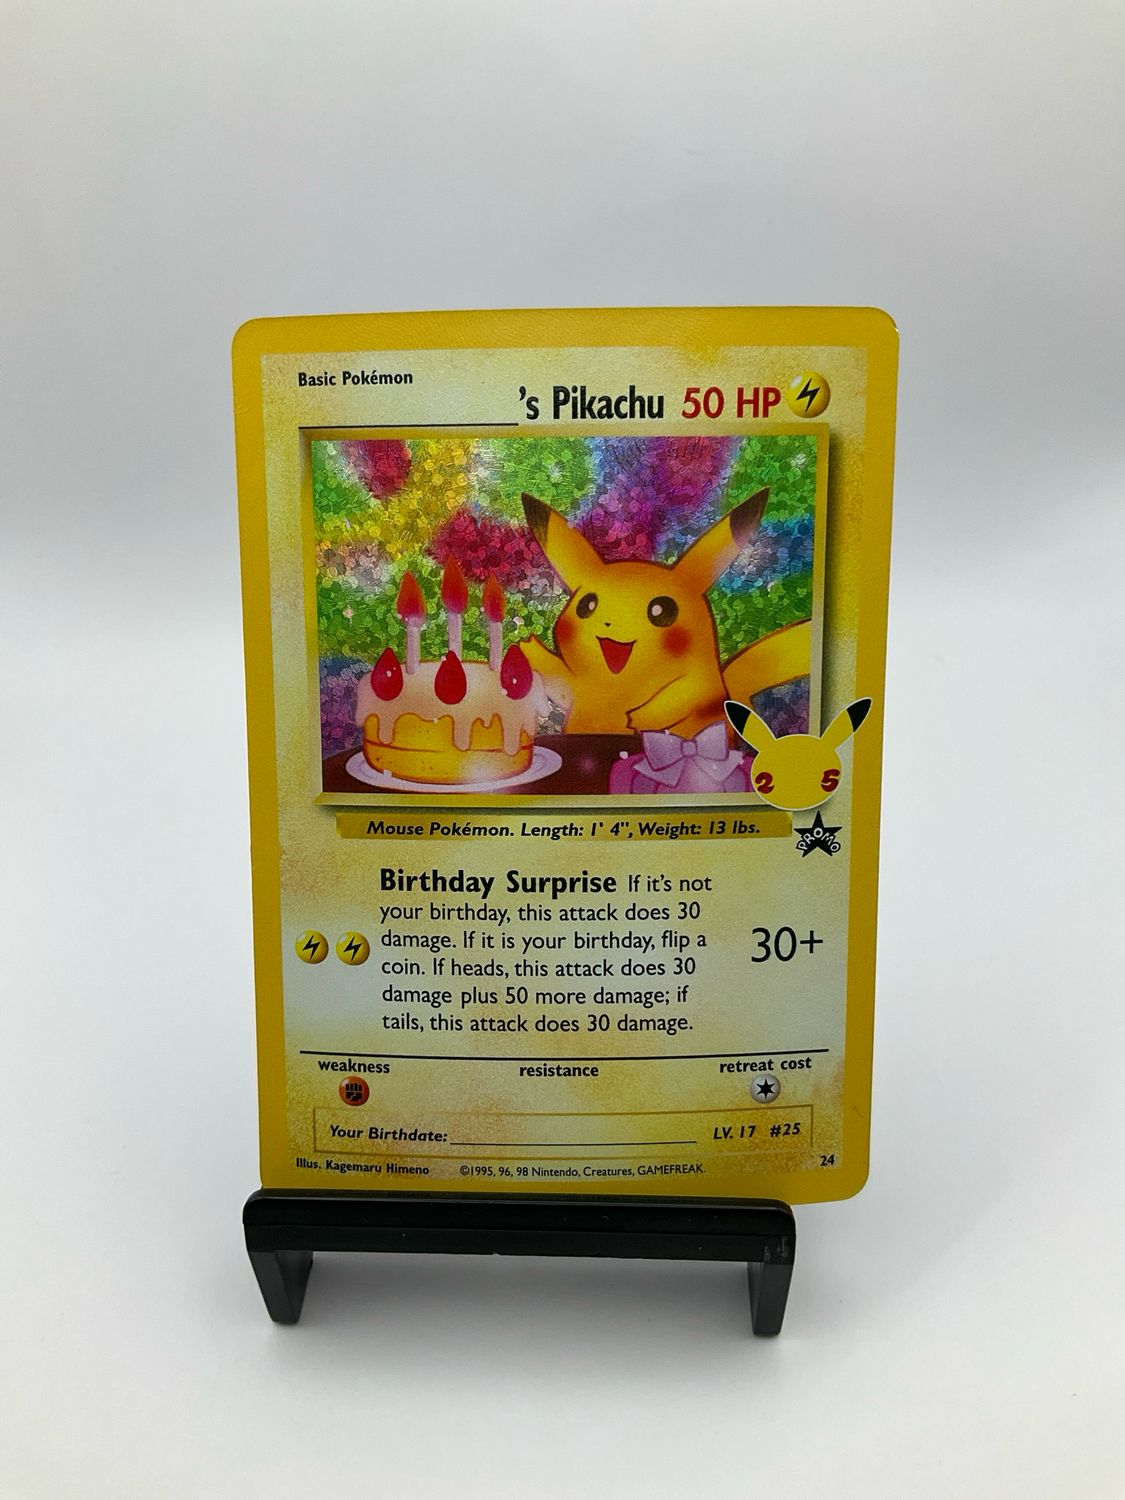 Basic Pokémon
_______'s Pikachu 50 HP
2 5
Mouse Pokémon. Length: 1' 4", Weight: 13 lbs.
PROMO
Birthday Surprise If it's not
your birthday, this attack does 30
damage. If it is your birthday, flip a
coin. If heads, this attack does 30
damage plus 50 more damage; if
tails, this attack does 30 damage.
30+
weakness resistance retreat cost
Your Birthdate:_______ LV. 17 #25
Illus. Kagemaru Himeno ©1995, 96, 98 Nintendo, Creatures, GAMEFREAK. 24